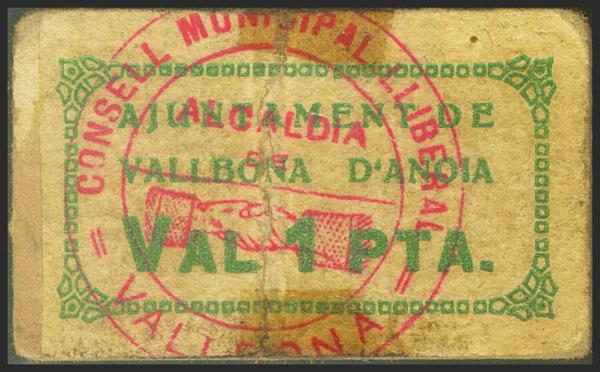 AJUNTAMENT DE
VALLBONA D'ANOIA
VAL 1 PTA.
CONSELL MUNICIPAL LLIBERAL
ALCALDIA
= VALLBONA =